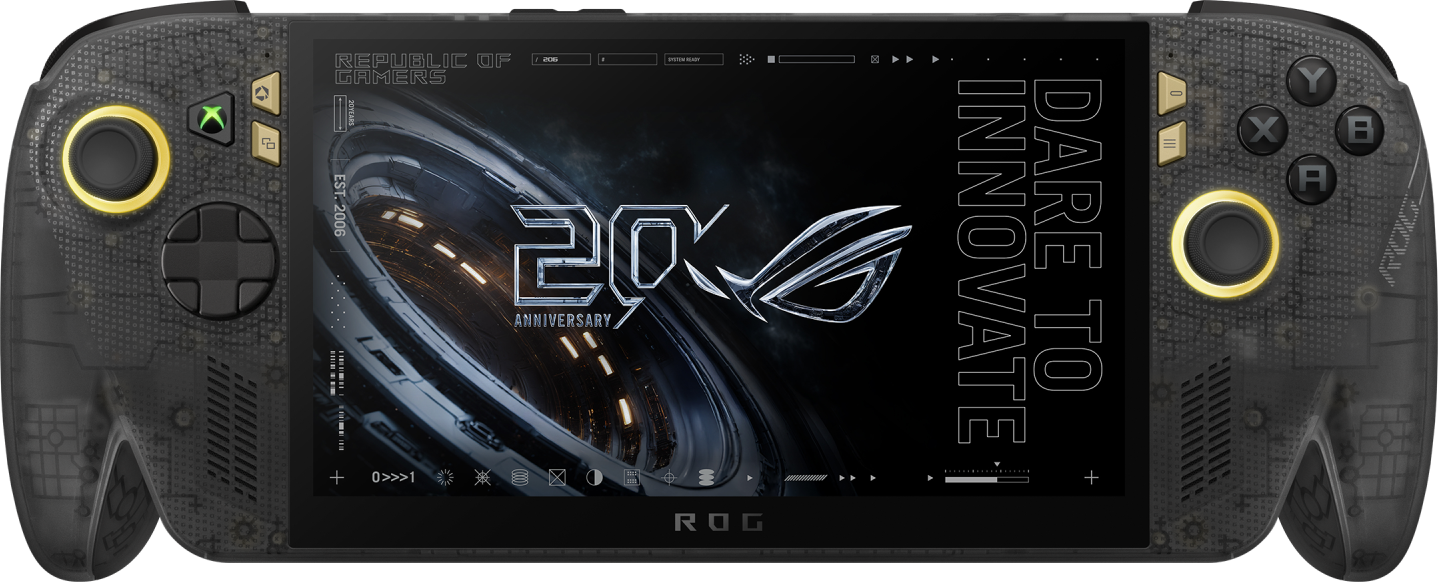 REPUBLIC OF
GAMERS
/ 20G
#
SYSTEM READY
20YEARS
EST. 2006
DARE TO
INNOVATE
20
ANNIVERSARY
0>>>1
ROG
Y
X
B
A